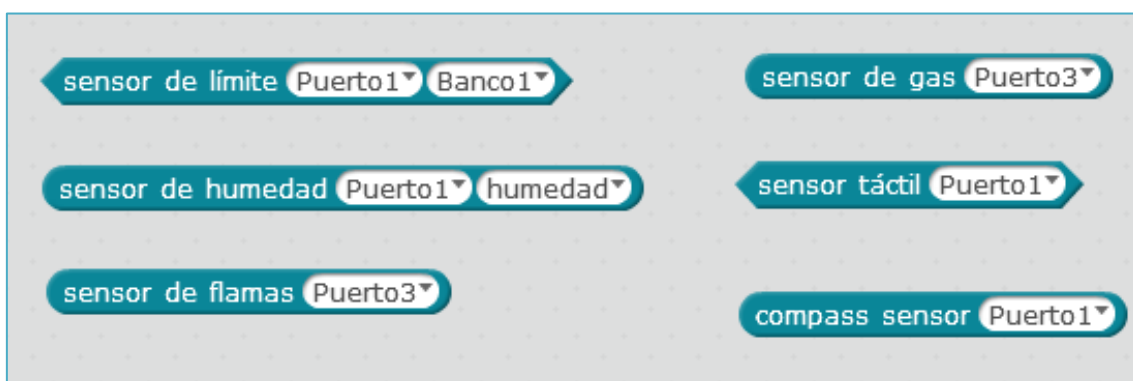 sensor de límite Puerto1 Banco1
sensor de gas Puerto3
sensor de humedad Puerto1 humedad
sensor táctil Puerto1
sensor de flamas Puerto3
compass sensor Puerto1